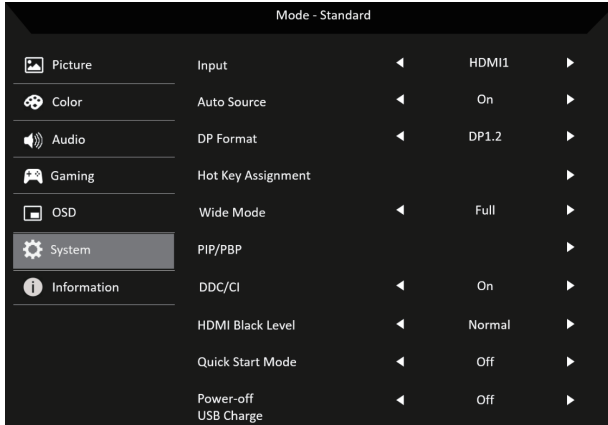 Mode - Standard
Picture
Color
Audio
Gaming
OSD
System
Information
Input HDMI1
Auto Source On
DP Format DP1.2
Hot Key Assignment
Wide Mode Full
PIP/PBP
DDC/CI On
HDMI Black Level Normal
Quick Start Mode Off
Power-off Off
USB Charge